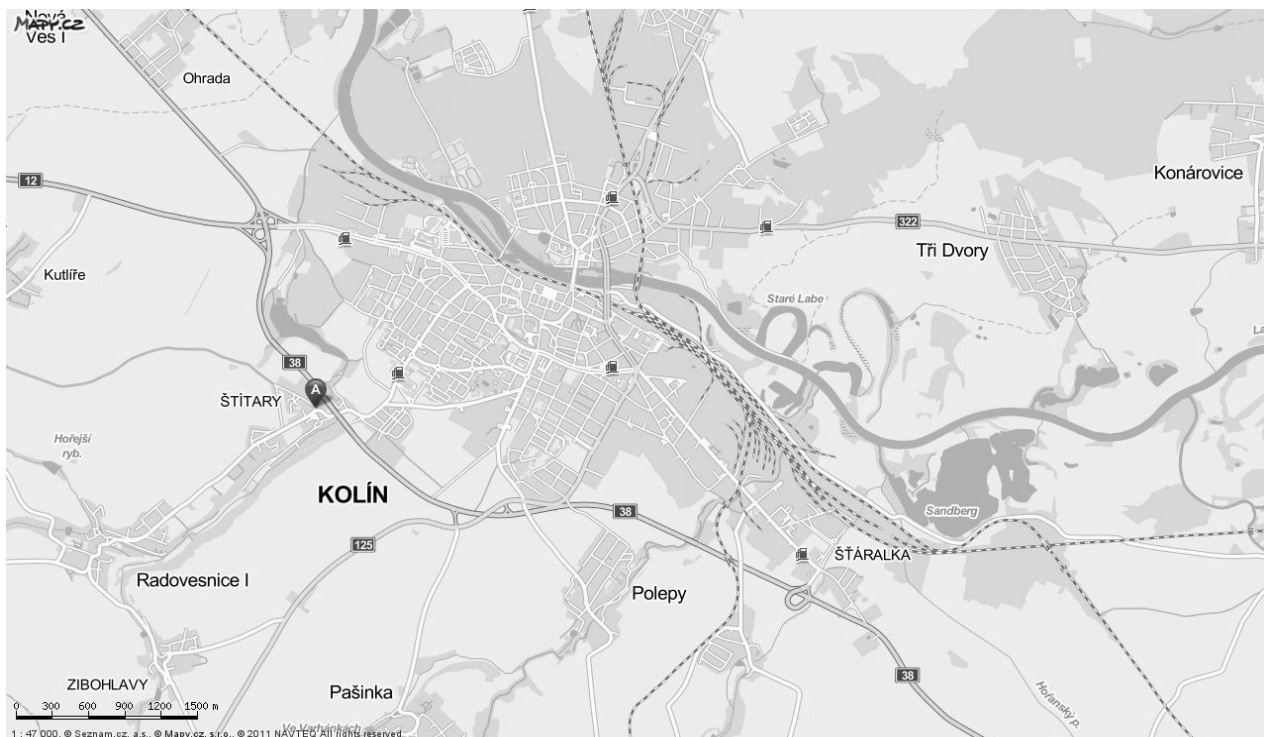 Nová
Ves I
Mapy.cz
Ohrada
12
Konárovice
322
Tři Dvory
Kutlíře
Staré Labe
38
A
ŠTÍTARY
Hořejší
ryb.
KOLÍN
38
Sandberg
125
ŠŤÁRALKA
Radovesnice I
Polepy
38
ZIBOHLAVY
Pašinka
Hořanský p.
0 300 600 900 1200 1500 m
Ve Varhánkách
1 : 47 000, © Seznam.cz, a.s., © Mapy.cz, s.r.o., © 2011 NAVTEQ All rights reserved